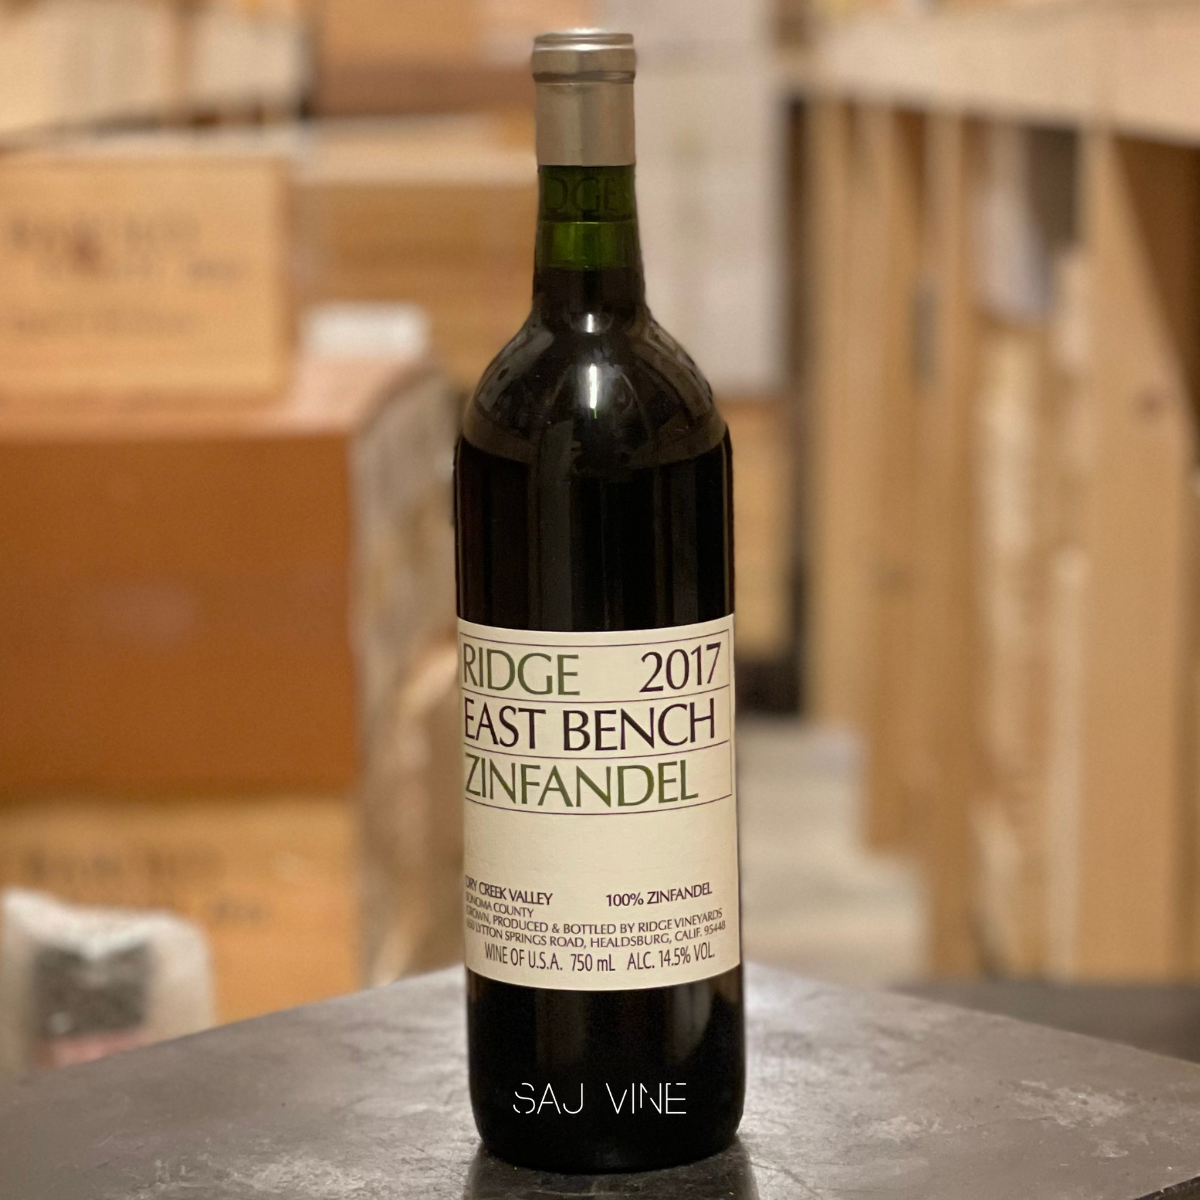 DGE
RIDGE 2017
EAST BENCH
ZINFANDEL
DRY CREEK VALLEY 100% ZINFANDEL
SONOMA COUNTY
GROWN, PRODUCED & BOTTLED BY RIDGE VINEYARDS
LYTTON SPRINGS ROAD, HEALDSBURG, CALIF. 95448
WINE OF U.S.A. 750 mL ALC. 14.5% VOL.
SAJ VINE